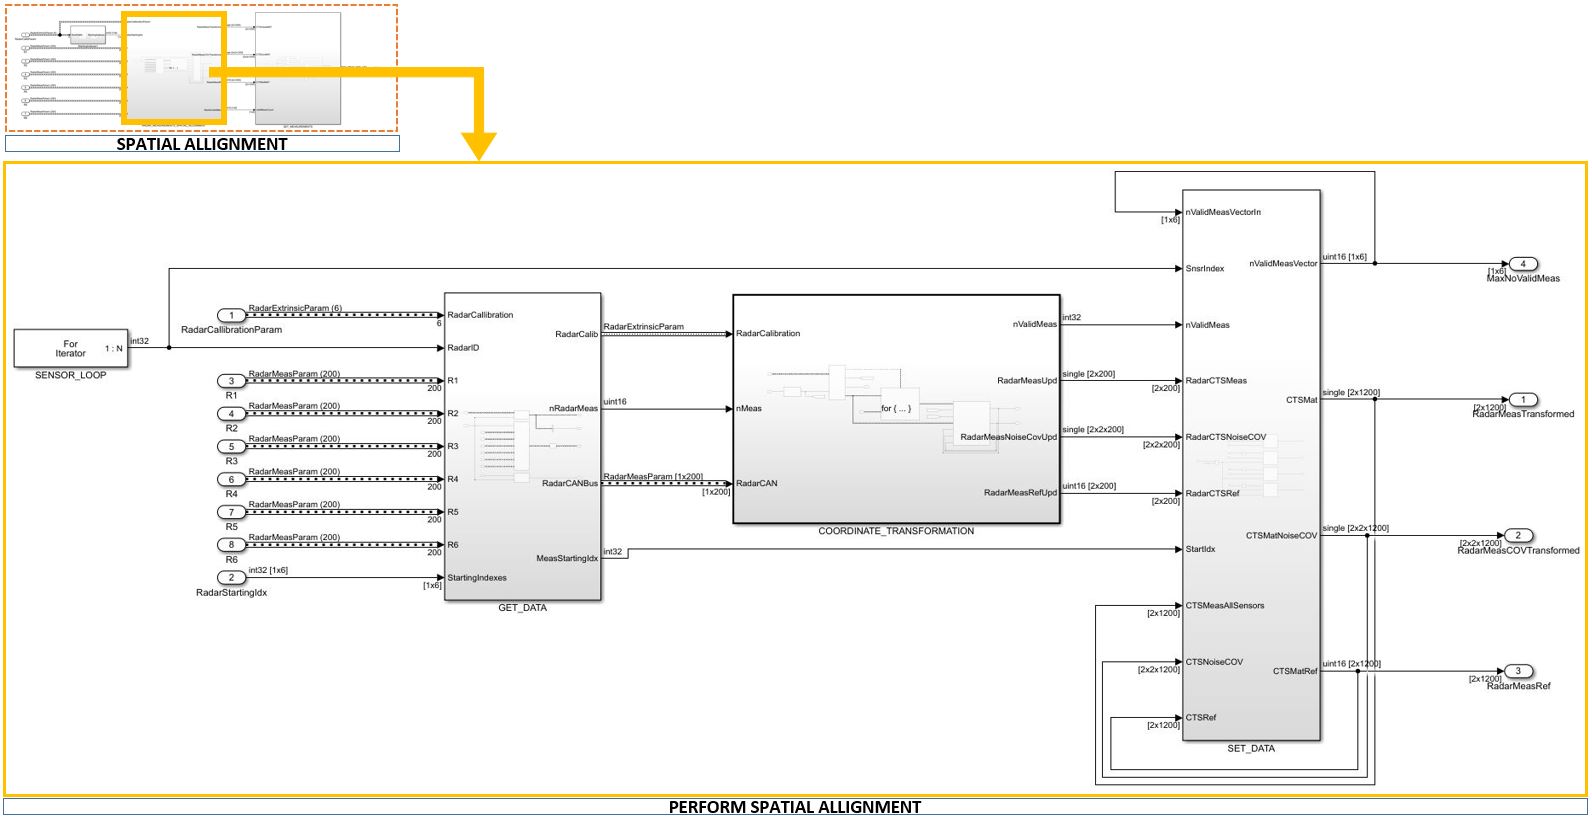 SPATIAL ALLIGNMENT
nValidMeasVectorIn
[1x6]
SnsrIndex
nValidMeasVector
uint16 [1x6]
4
[1x6]
MaxNoValidMeas
1
RadarExtrinsicParam (6)
RadarCallibrationParam
RadarCallibration
6
For
Iterator
1 : N
int32
SENSOR_LOOP
RadarID
RadarCalib
RadarExtrinsicParam
RadarCalibration
nValidMeas
int32
nValidMeas
3
RadarMeasParam (200)
R1
R1
200
4
RadarMeasParam (200)
R2
R2
200
5
RadarMeasParam (200)
R3
R3
200
6
RadarMeasParam (200)
R4
R4
200
7
RadarMeasParam (200)
R5
R5
200
8
RadarMeasParam (200)
R6
R6
200
2
int32 [1x6]
RadarStartingIdx
StartingIndexes
[1x6]
nRadarMeas
uint16
nMeas
RadarCANBus
RadarMeasParam [1x200]
[1x200]
RadarCAN
MeasStartingIdx
int32
GET_DATA
for { ... }
RadarMeasUpd
single [2x200]
[2x200]
RadarCTSMeas
RadarMeasNoiseCovUpd
single [2x2x200]
[2x2x200]
RadarCTSNoiseCOV
RadarMeasRefUpd
uint16 [2x200]
[2x200]
RadarCTSRef
COORDINATE_TRANSFORMATION
StartIdx
CTSMat
single [2x1200]
1
[2x1200]
RadarMeasTransformed
CTSMatNoiseCOV
single [2x2x1200]
2
[2x2x1200]
RadarMeasCOVTransformed
CTSMeasAllSensors
[2x1200]
CTSNoiseCOV
[2x2x1200]
CTSMatRef
uint16 [2x1200]
3
[2x1200]
RadarMeasRef
CTSRef
[2x1200]
SET_DATA
PERFORM SPATIAL ALLIGNMENT